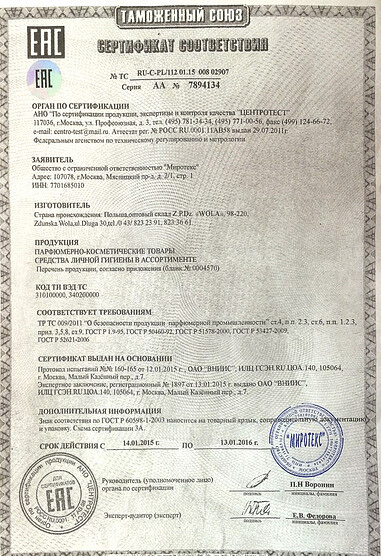 ТАМОЖЕННЫЙ СОЮЗ
СЕРТИФИКАТ СООТВЕТСТВИЯ
№ ТС RU-C-PL/112 01.15 008 02907
Серия АА № 7894134
ОРГАН ПО СЕРТИФИКАЦИИ
АНО "По сертификации, экспертизы и контроля качества "ЦЕНТРОТЕСТ"
117036, г.Москва, ул. Профсоюзная, д. 3, тел. (495) 781-34-34, (495) 771-00-56, факс (499) 124-66-72,
e-mail: centro-test@mail.ru Аттестат рег. № РОСС RU.0001.11АВ58 выдан 29.07.2011г.
Федеральным агентством по техническому регулированию и метрологии
ЗАЯВИТЕЛЬ
Общество с ограниченной ответственностью "Миротекс"
Адрес: 107078, г.Москва, Мясницкий пр-д, д. 2/1, стр. 1
ИНН: 7701685010
ИЗГОТОВИТЕЛЬ
Страна происхождения: Польша,оптовый склад Z.P.Dz. «WOLA», 98-220,
Zdunska Wola,ul.Dluga 30,tel.0/ 43/ 823 23 91, 823 36 61
ПРОДУКЦИЯ
ПАРФЮМЕРНО-КОСМЕТИЧЕСКИЕ ТОВАРЫ
СРЕДСТВА ЛИЧНОЙ ГИГИЕНЫ В АССОРТИМЕНТЕ
Перечень продукции, согласно приложения (бланк № 0004570)
КОД ТН ВЭД ТС
310100000, 340200000
СООТВЕТСТВУЕТ ТРЕБОВАНИЯМ
ТР ТС 009/2011 "О безопасности продукции парфюмерной промышленности" ст.4, п.п. 2.3, ст.6, п.п. 1.2.3,
прил. 3,5,8, ст.9. ГОСТ Р 1.9-95, ГОСТ Р 50460-92, ГОСТ Р 51578-2000, ГОСТ Р 53427-2009,
ГОСТ Р 52621-2006
СЕРТИФИКАТ ВЫДАН НА ОСНОВАНИИ
Протокол испытаний №№ 160-165 от 12.01.2015 г., ОАО "ВНИИС", ИЛЦ ГСЭН.RU.ЦОА.140, 105064,
г. Москва, Малый Казённый пер., д.7.
Экспертное заключение, регистрационный № 1897 от 13.01.2015 г. выдано ОАО "ВНИИС",
ИЛЦ ГСЭН.RU.ЦОА.140, 105064, г. Москва, Малый Казённый пер., д.7
ДОПОЛНИТЕЛЬНАЯ ИНФОРМАЦИЯ
Знак соответствия по ГОСТ Р 60598-1-2003 наносится на товарный ярлык, сопроводительную документацию
и упаковку. Схема сертификации 3А.
СРОК ДЕЙСТВИЯ С 14.01.2015 г. ПО 13.01.2016 г.
"МИРОТЕКС"
Руководитель (уполномоченное лицо)
органа по сертификации
П.Н Воронин
подпись
инициалы, фамилия
Эксперт-аудитор (эксперт)
Е.В. Федорова
подпись
инициалы, фамилия